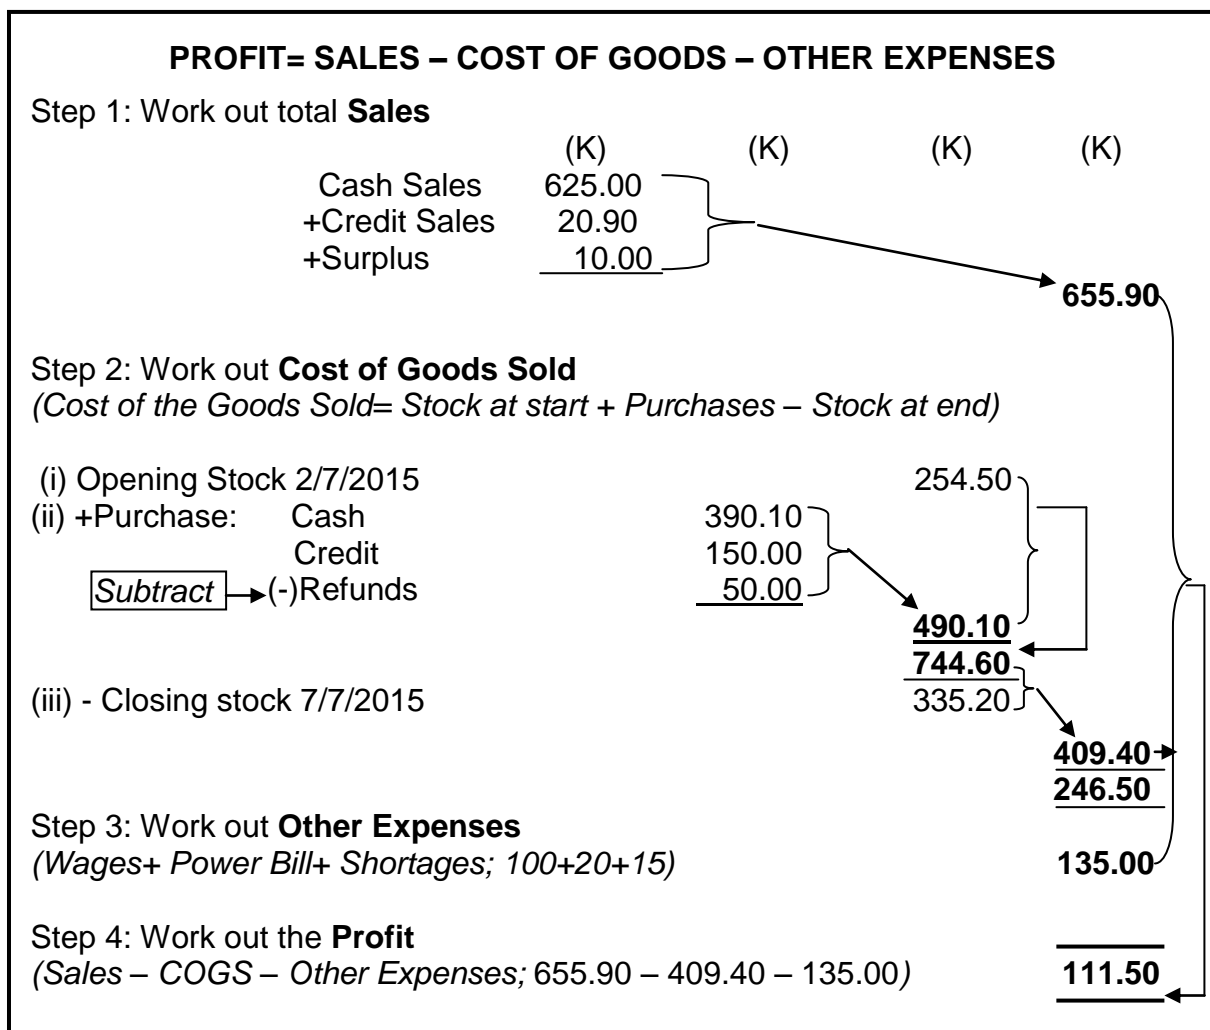 PROFIT= SALES – COST OF GOODS – OTHER EXPENSES
Step 1: Work out total Sales
(K) (K) (K) (K)
Cash Sales 625.00
+Credit Sales 20.90
+Surplus 10.00
655.90
Step 2: Work out Cost of Goods Sold
(Cost of the Goods Sold= Stock at start + Purchases – Stock at end)
(i) Opening Stock 2/7/2015 254.50
(ii) +Purchase: Cash 390.10
Credit 150.00
Subtract (-)Refunds 50.00
490.10
744.60
(iii) - Closing stock 7/7/2015 335.20
409.40
246.50
Step 3: Work out Other Expenses
(Wages+ Power Bill+ Shortages; 100+20+15) 135.00
Step 4: Work out the Profit
(Sales – COGS – Other Expenses; 655.90 – 409.40 – 135.00) 111.50